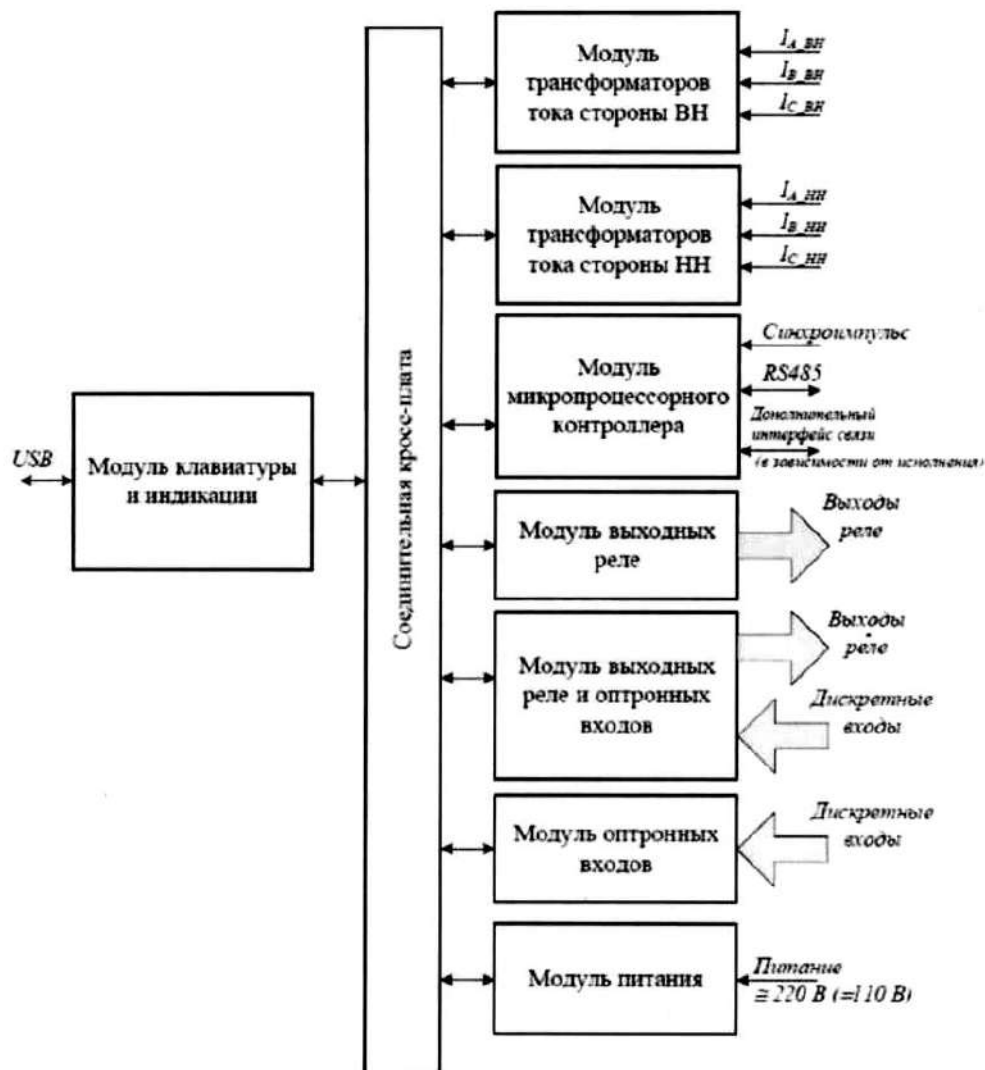 Модуль
трансформаторов
тока стороны ВН
I_A_ВН
I_B_ВН
I_C_ВН
Модуль
трансформаторов
тока стороны НН
I_A_НН
I_B_НН
I_C_НН
Соединительная кросс-плата
USB
Модуль клавиатуры
и индикации
Модуль
микропроцессорного
контроллера
Синхроимпульс
RS485
Дополнительный
интерфейс связи
(в зависимости от исполнения)
Модуль выходных
реле
Выходы
реле
Модуль выходных
реле и оптронных
входов
Выходы
реле
Дискретные
входы
Модуль оптронных
входов
Дискретные
входы
Модуль питания
Питание
≅220 В (=110 В)